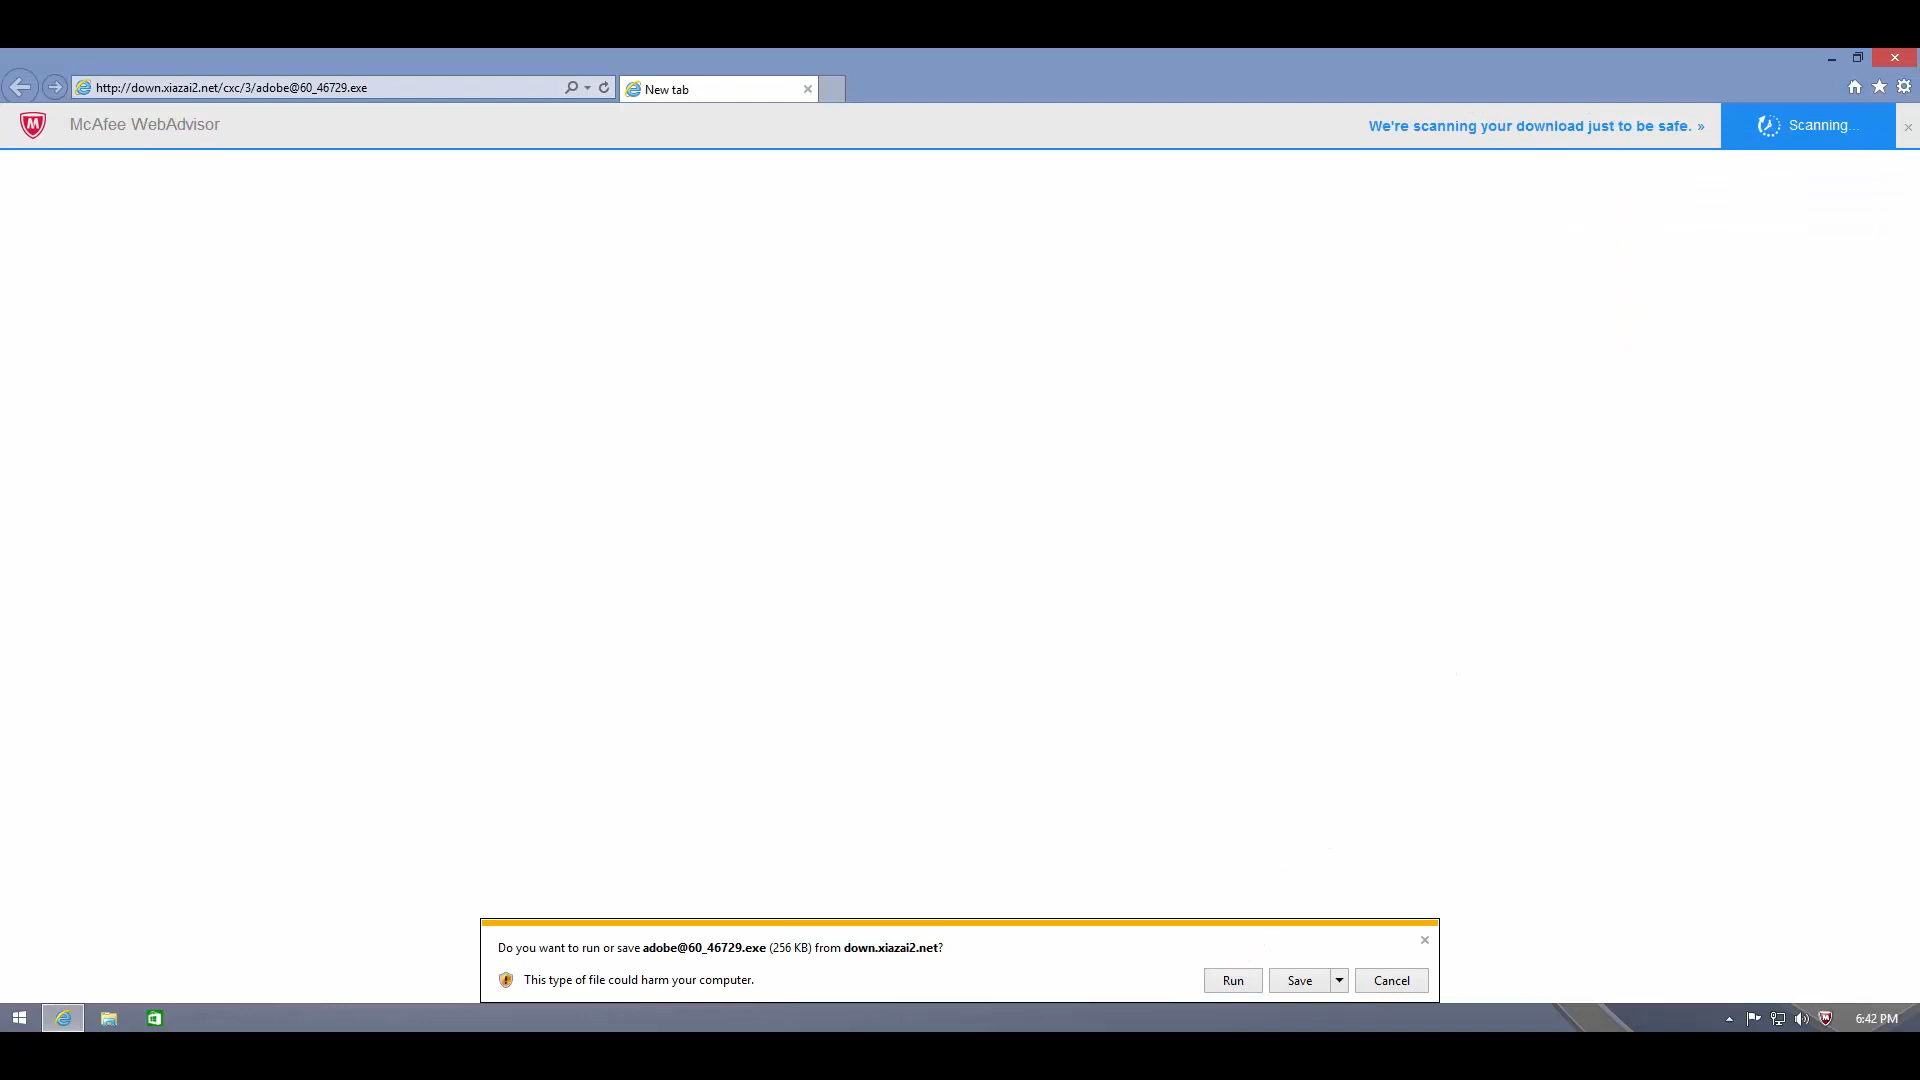 http://down.xiazai2.net/cxc/3/adobe@60_46729.exe
New tab
McAfee WebAdvisor
We're scanning your download just to be safe. »
Scanning...
Do you want to run or save adobe@60_46729.exe (256 KB) from down.xiazai2.net?
This type of file could harm your computer.
Run
Save
Cancel
6:42 PM